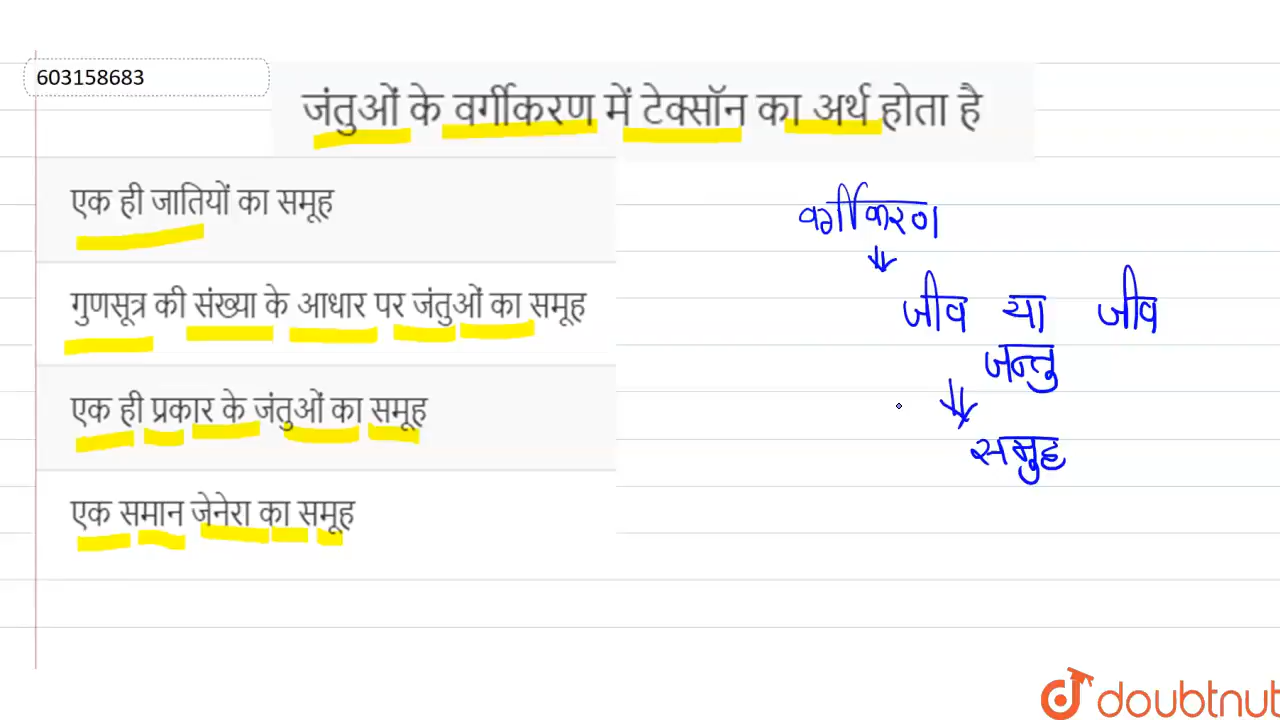 603158683
जंतुओं के वर्गीकरण में टेक्सॉन का अर्थ होता है
एक ही जातियों का समूह
गुणसूत्र की संख्या के आधार पर जंतुओं का समूह
एक ही प्रकार के जंतुओं का समूह
एक समान जेनेरा का समूह
वर्गीकरण
जीव या जीव
जन्तु
समुह
doubtnut